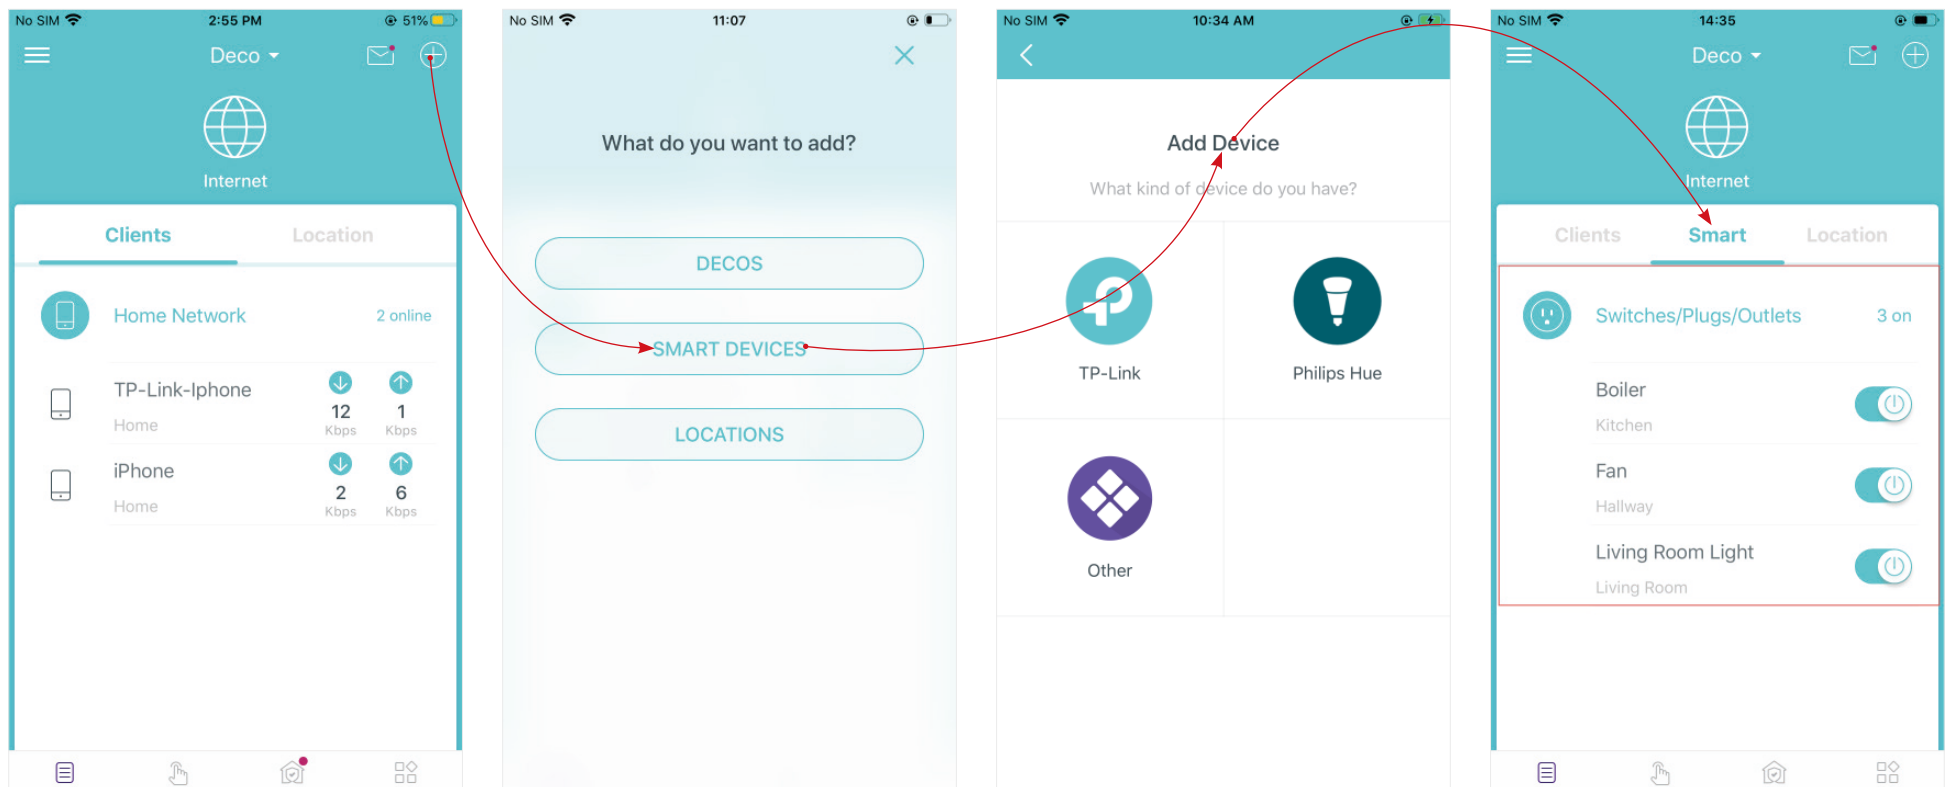 No SIM 2:55 PM 51%
Deco
Internet
Clients Location
Home Network 2 online
TP-Link-Iphone
Home
12 1
Kbps Kbps
iPhone
Home
2 6
Kbps Kbps
No SIM 11:07
What do you want to add?
DECOS
SMART DEVICES
LOCATIONS
No SIM 10:34 AM
Add Device
What kind of device do you have?
TP-Link Philips Hue
Other
No SIM 14:35
Deco
Internet
Clients Smart Location
Switches/Plugs/Outlets 3 on
Boiler
Kitchen
Fan
Hallway
Living Room Light
Living Room